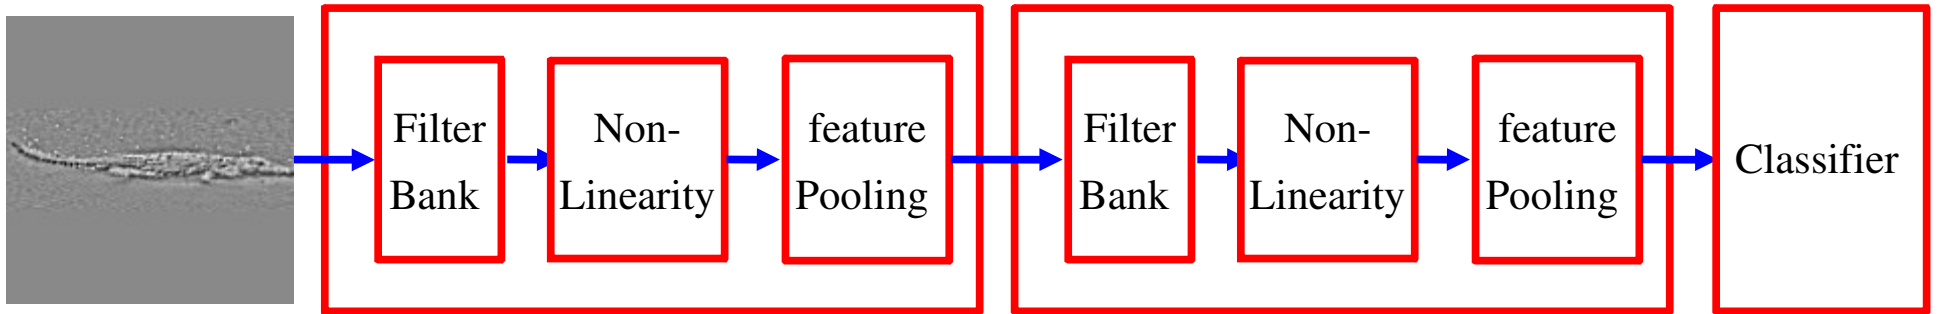 Filter
Bank
Non-
Linearity
feature
Pooling
Filter
Bank
Non-
Linearity
feature
Pooling
Classifier